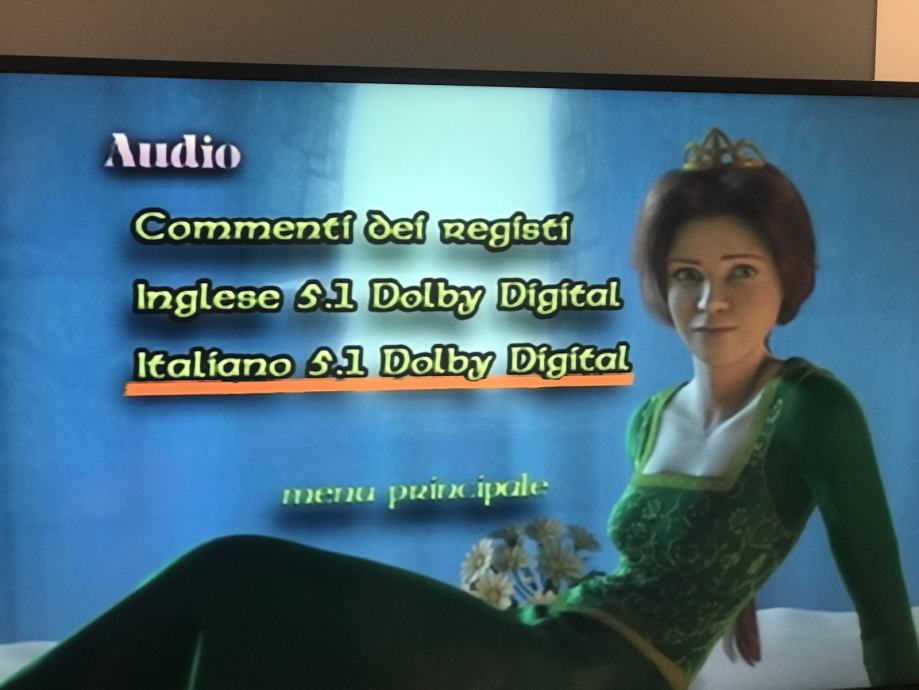 Audio
Commenti dei registi
Inglese 5.1 Dolby Digital
Italiano 5.1 Dolby Digital
menu principale